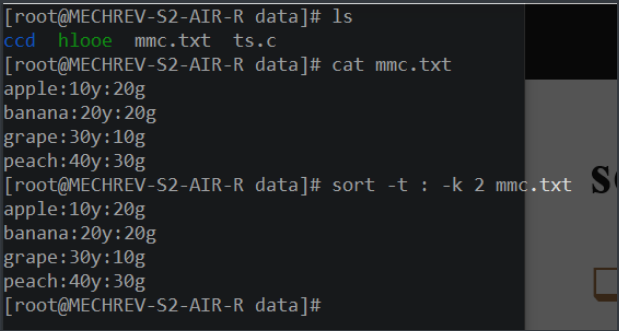 [root@MECHREV-S2-AIR-R data]# ls
ccd hlooe mmc.txt ts.c
[root@MECHREV-S2-AIR-R data]# cat mmc.txt
apple:10y:20g
banana:20y:20g
grape:30y:10g
peach:40y:30g
[root@MECHREV-S2-AIR-R data]# sort -t : -k 2 mmc.txt
apple:10y:20g
banana:20y:20g
grape:30y:10g
peach:40y:30g
[root@MECHREV-S2-AIR-R data]#